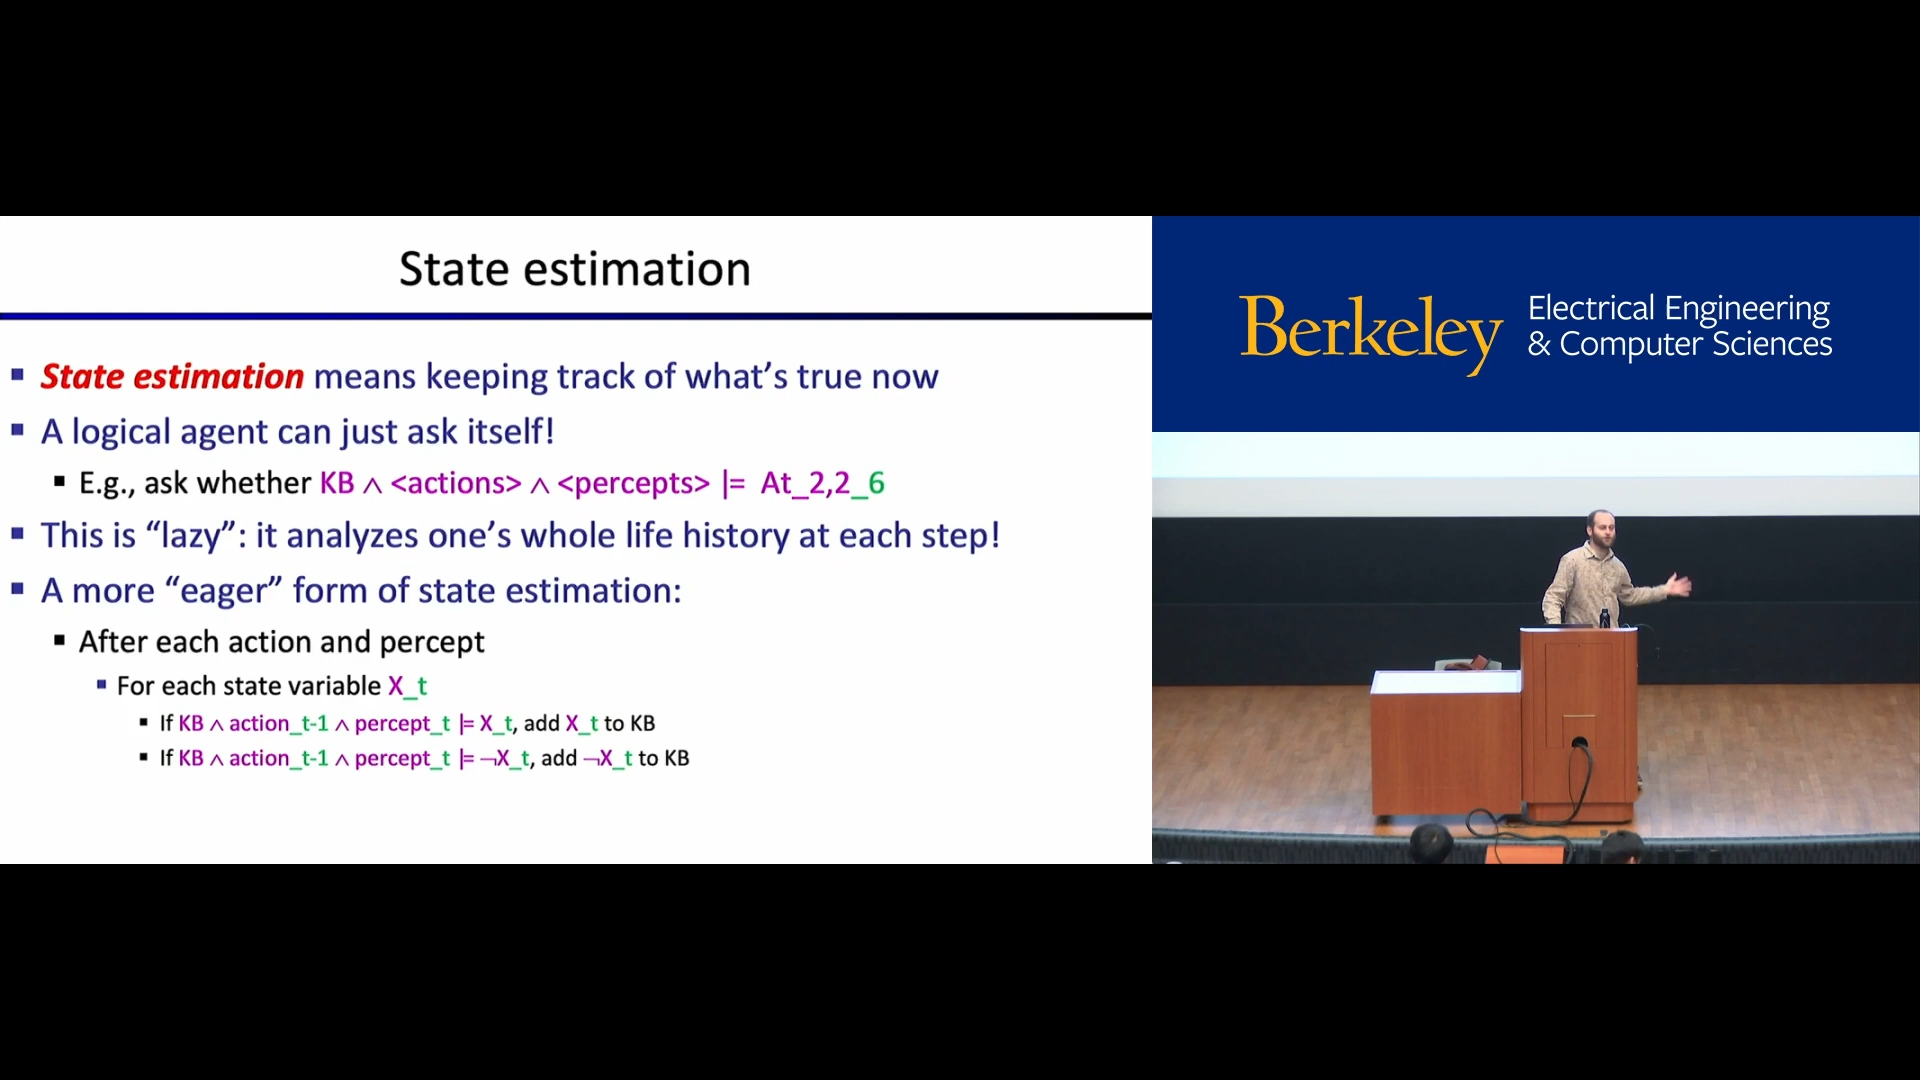 State estimation
▪ State estimation means keeping track of what’s true now
▪ A logical agent can just ask itself!
▪ E.g., ask whether KB ∧ <actions> ∧ <percepts> |= At_2,2_6
▪ This is “lazy”: it analyzes one’s whole life history at each step!
▪ A more “eager” form of state estimation:
▪ After each action and percept
▪ For each state variable X_t
▪ If KB ∧ action_t-1 ∧ percept_t |= X_t, add X_t to KB
▪ If KB ∧ action_t-1 ∧ percept_t |= ¬X_t, add ¬X_t to KB
Berkeley
Electrical Engineering
& Computer Sciences